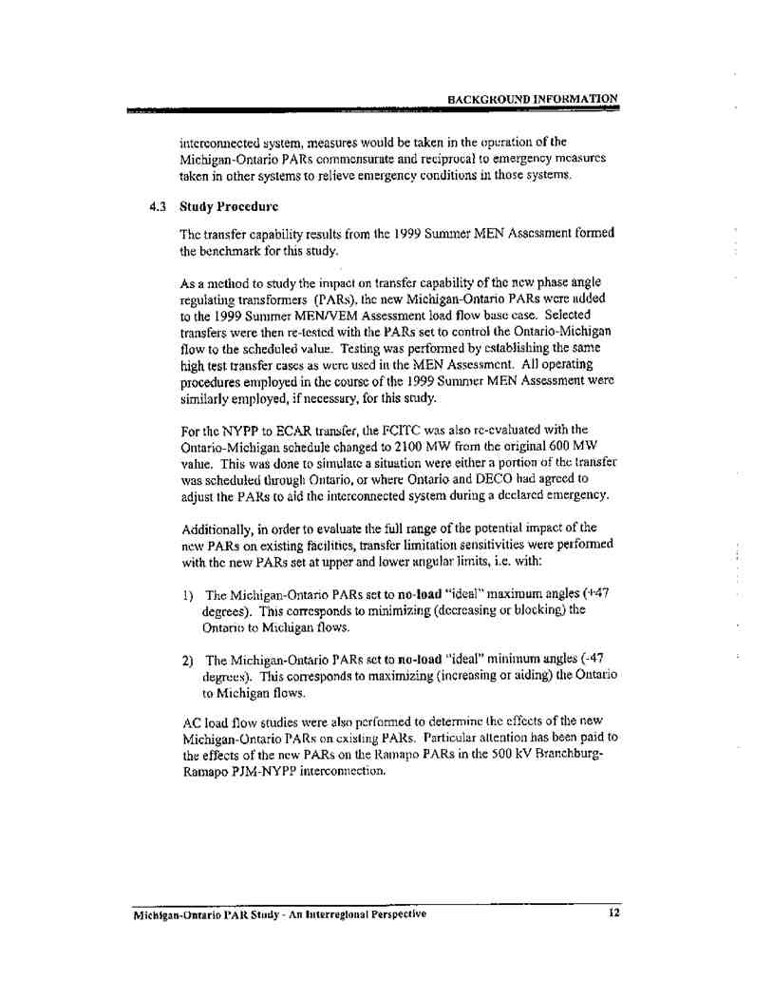 BACKGROUND INFORMATION
interconnected system, measures would be taken in the operation of the
Michigan-Ontario PARs commensurate and reciprocal to emergency measures
taken in other systems to relieve emergency conditions in those systems.
4.3 Study Procedure
The transfer capability results from the 1999 Summer MEN Assessment formed
the benchmark for this study.
As a method to study the impact on transfer capability of the new phase angle
regulating transformers (PARs), the new Michigan-Ontario PARs were added
to the 1999 Summer MEN/VEM Assessment load flow base case. Selected
transfers were then re-tested with the PARs set to control the Ontario-Michigan
flow to the scheduled value. Testing was performed by establishing the same
high test transfer cases as were used in the MEN Assessment. All operating
procedures employed in the course of the 1999 Summer MEN Assessment were
similarly employed, if necessary, for this study.
For the NYPP to ECAR transfer, the FCITC was also re-evaluated with the
Ontario-Michigan schedule changed to 2100 MW from the original 600 MW
value. This was done to simulate a situation were either a portion of the transfer
was scheduled through Ontario, or where Ontario and DECO had agreed to
adjust the PARs to aid the interconnected system during a declared emergency.
Additionally, in order to evaluate the full range of the potential impact of the
new PARs on existing facilities, transfer limitation sensitivities were performed
with the new PARs set at upper and lower angular limits, i.e. with:
1) The Michigan-Ontario PARs set to no-load "ideal" maximum angles (+47
degrees). This corresponds to minimizing (decreasing or blocking) the
Ontario to Michigan flows.
2) The Michigan-Ontario PARs set to no-load "ideal" minimum angles (-47
degrees). This corresponds to maximizing (increasing or aiding) the Ontario
to Michigan flows.
AC load flow studies were also performed to determine the effects of the new
Michigan-Ontario PARs on existing PARs. Particular attention has been paid to
the effects of the new PARs on the Ramapo PARs in the 500 kV Branchburg-
Ramapo PJM-NYPP interconnection.
Michigan-Ontario PAR Study - An Interregional Perspective 12